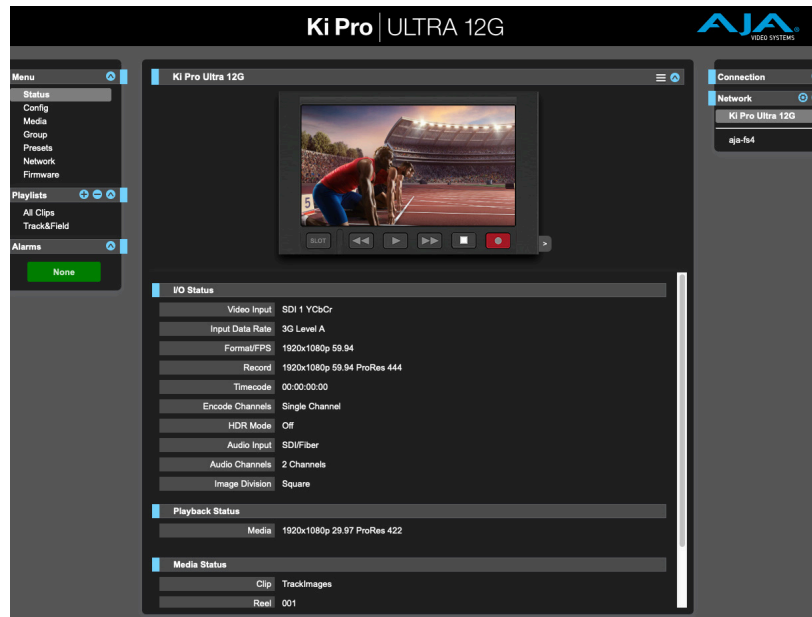 Ki Pro ULTRA 12G
AJA
VIDEO SYSTEMS
Menu
Status
Config
Media
Group
Presets
Network
Firmware
Playlists
All Clips
Track&Field
Alarms
None
Ki Pro Ultra 12G
5
SLOT
>
I/O Status
Video Input SDI 1 YCbCr
Input Data Rate 3G Level A
Format/FPS 1920x1080p 59.94
Record 1920x1080p 59.94 ProRes 444
Timecode 00:00:00:00
Encode Channels Single Channel
HDR Mode Off
Audio Input SDI/Fiber
Audio Channels 2 Channels
Image Division Square
Playback Status
Media 1920x1080p 29.97 ProRes 422
Media Status
Clip TrackImages
Reel 001
Connection
Network
Ki Pro Ultra 12G
aja-fs4